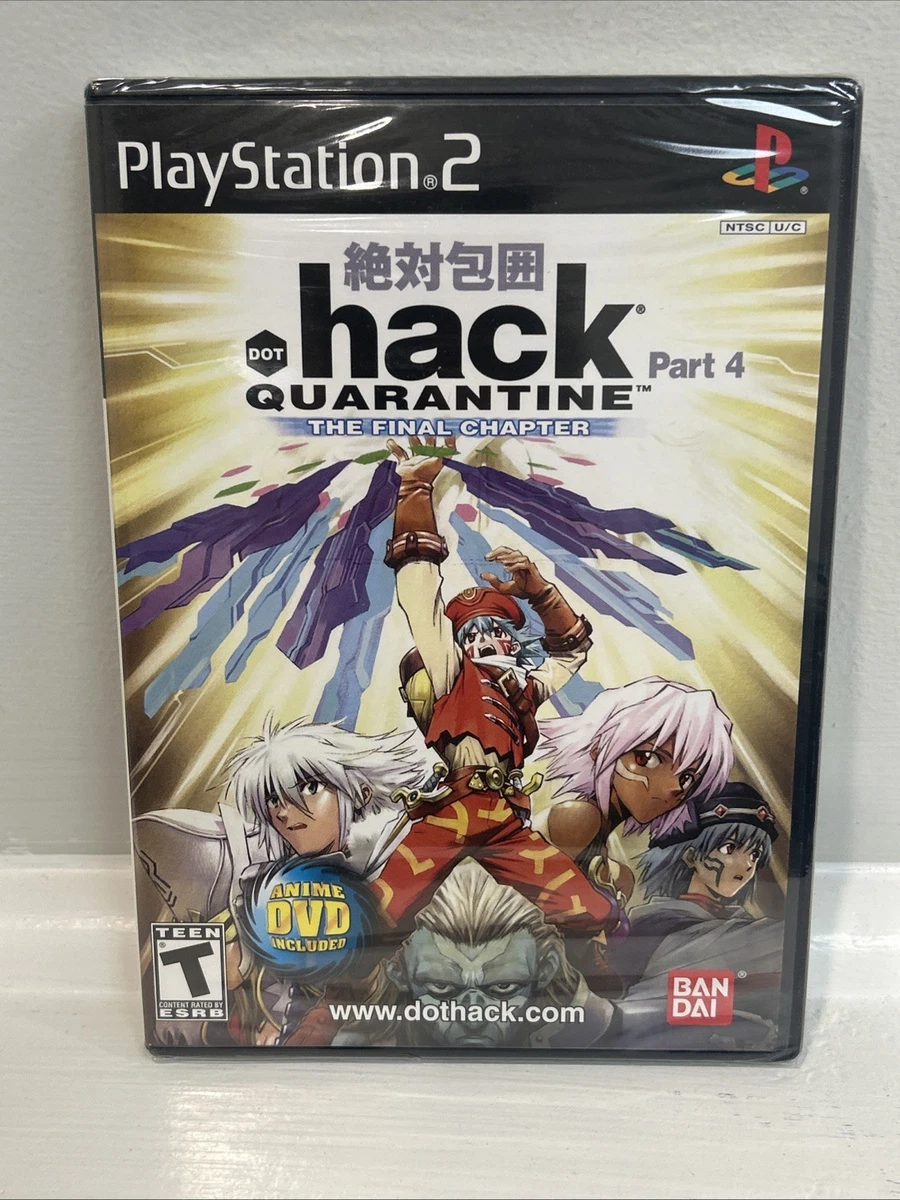 PlayStation®2
NTSC U/C
絶対包囲
DOT
.hack®
Part 4
QUARANTINE™
THE FINAL CHAPTER
ANIME
DVD
INCLUDED
TEEN
T®
CONTENT RATED BY
ESRB
www.dothack.com
BAN
DAI®